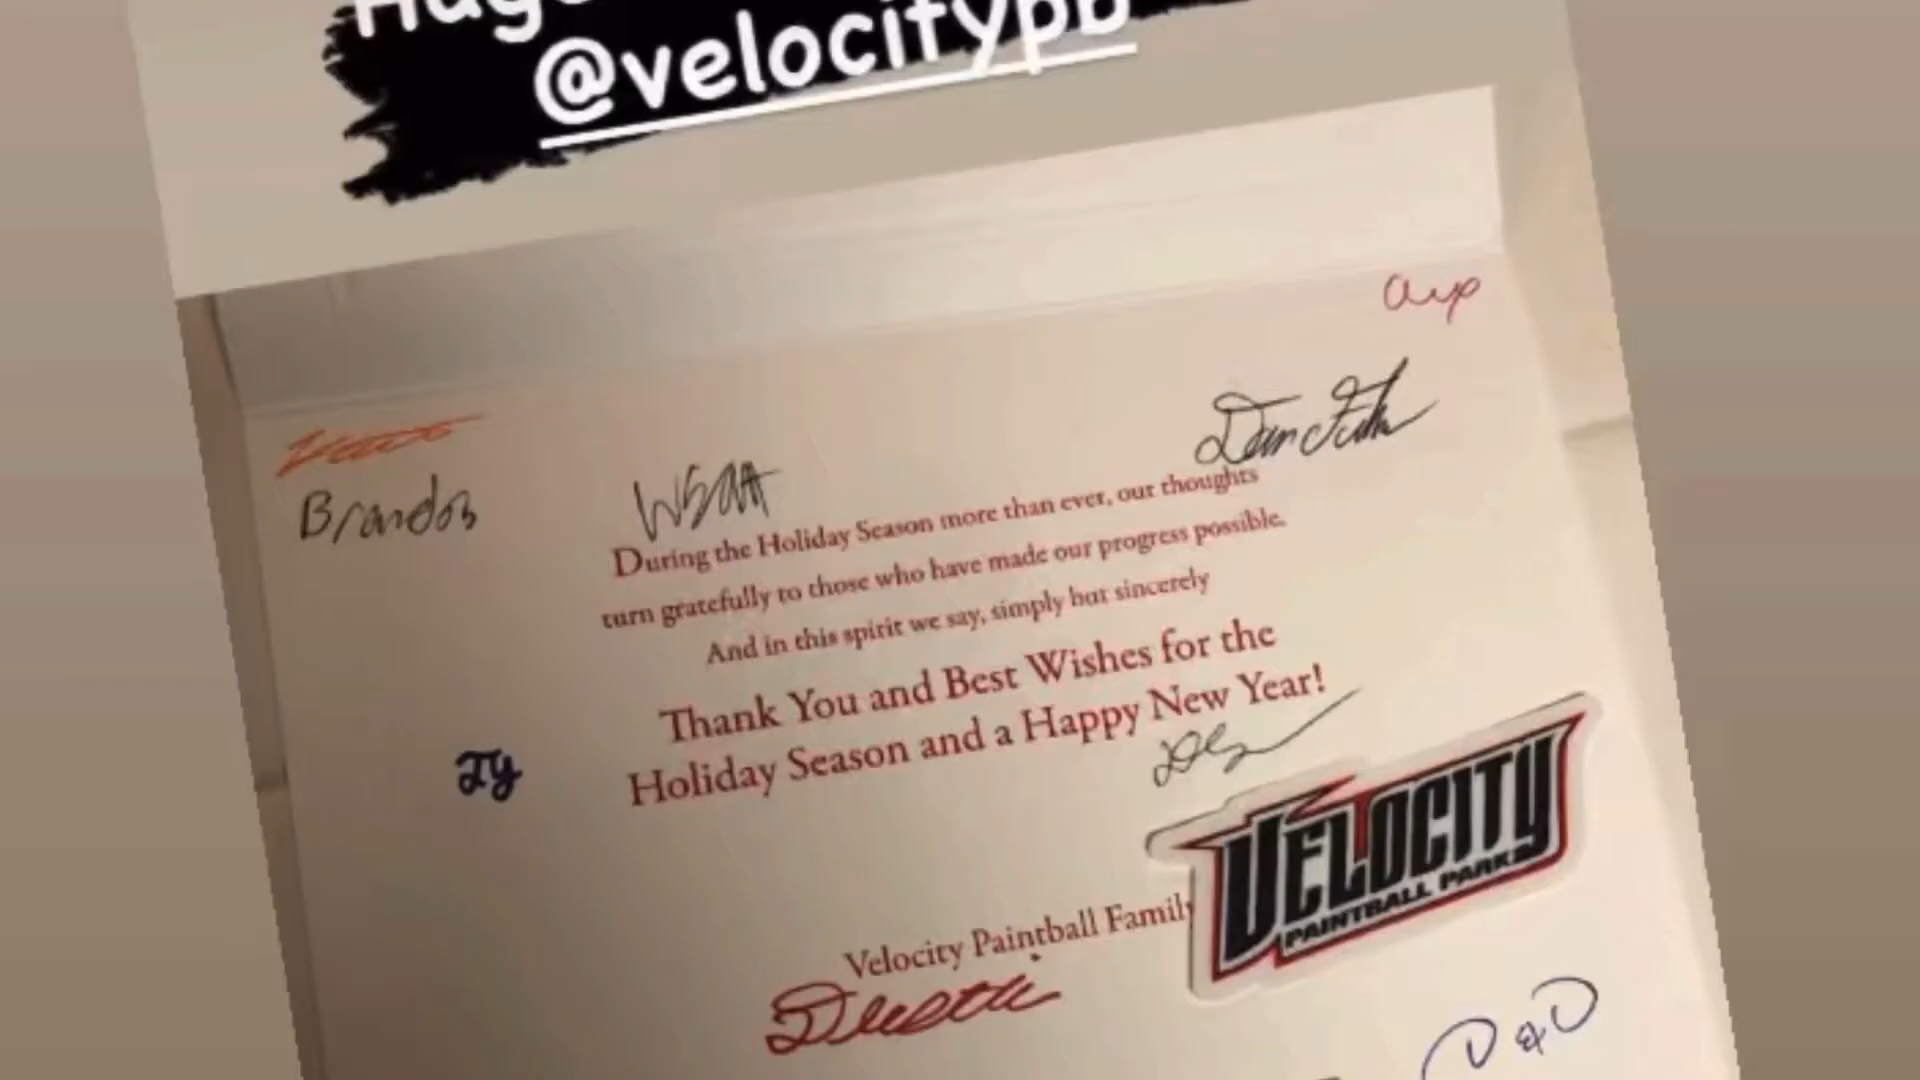 Huge
@velocitypb
Brandon
During the Holiday Season more than ever, our thoughts
turn gratefully to those who have made our progress possible.
And in this spirit we say, simply but sincerely
Thank You and Best Wishes for the
Holiday Season and a Happy New Year!
JY
VELOCITY
PAINTBALL PARK
Velocity Paintball Family
D & D